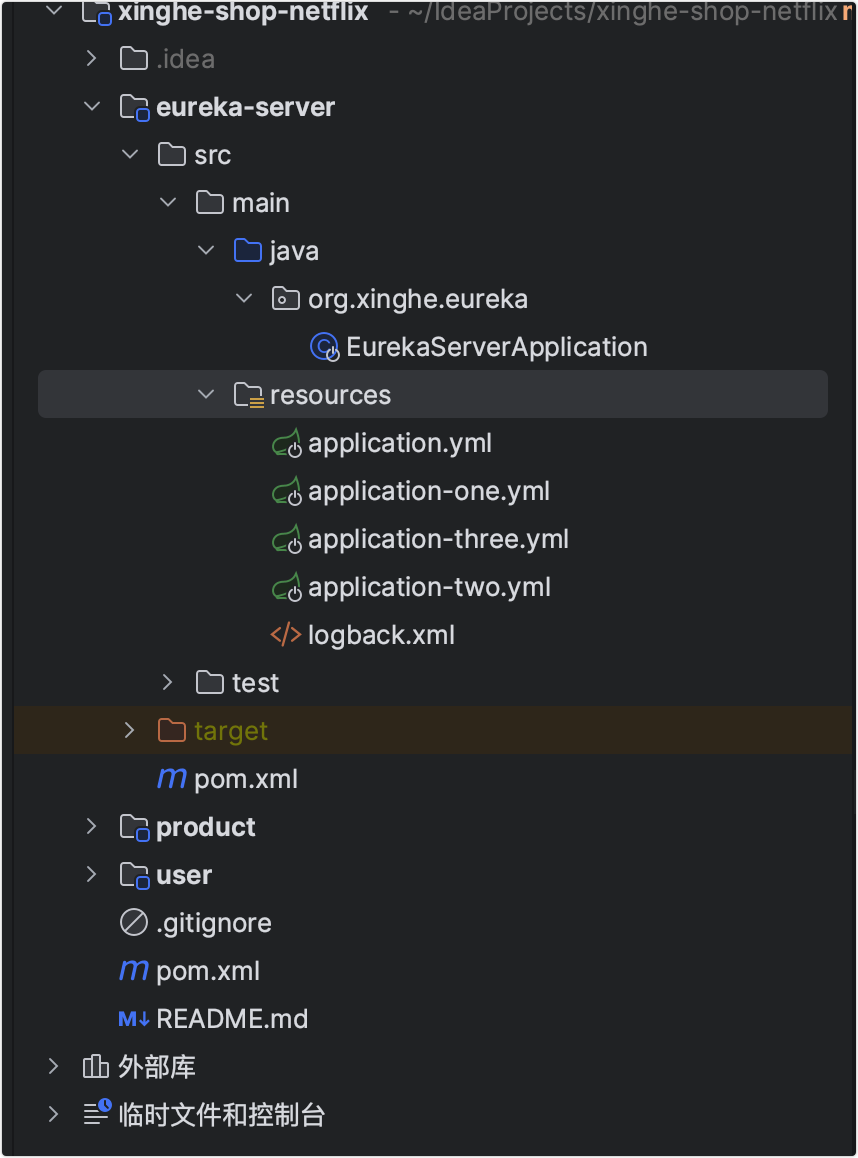 xinghe-shop-netflix - ~/IdeaProjects/xinghe-shop-netflix
.idea
eureka-server
src
main
java
org.xinghe.eureka
EurekaServerApplication
resources
application.yml
application-one.yml
application-three.yml
application-two.yml
logback.xml
test
target
pom.xml
product
user
.gitignore
pom.xml
README.md
外部库
临时文件和控制台